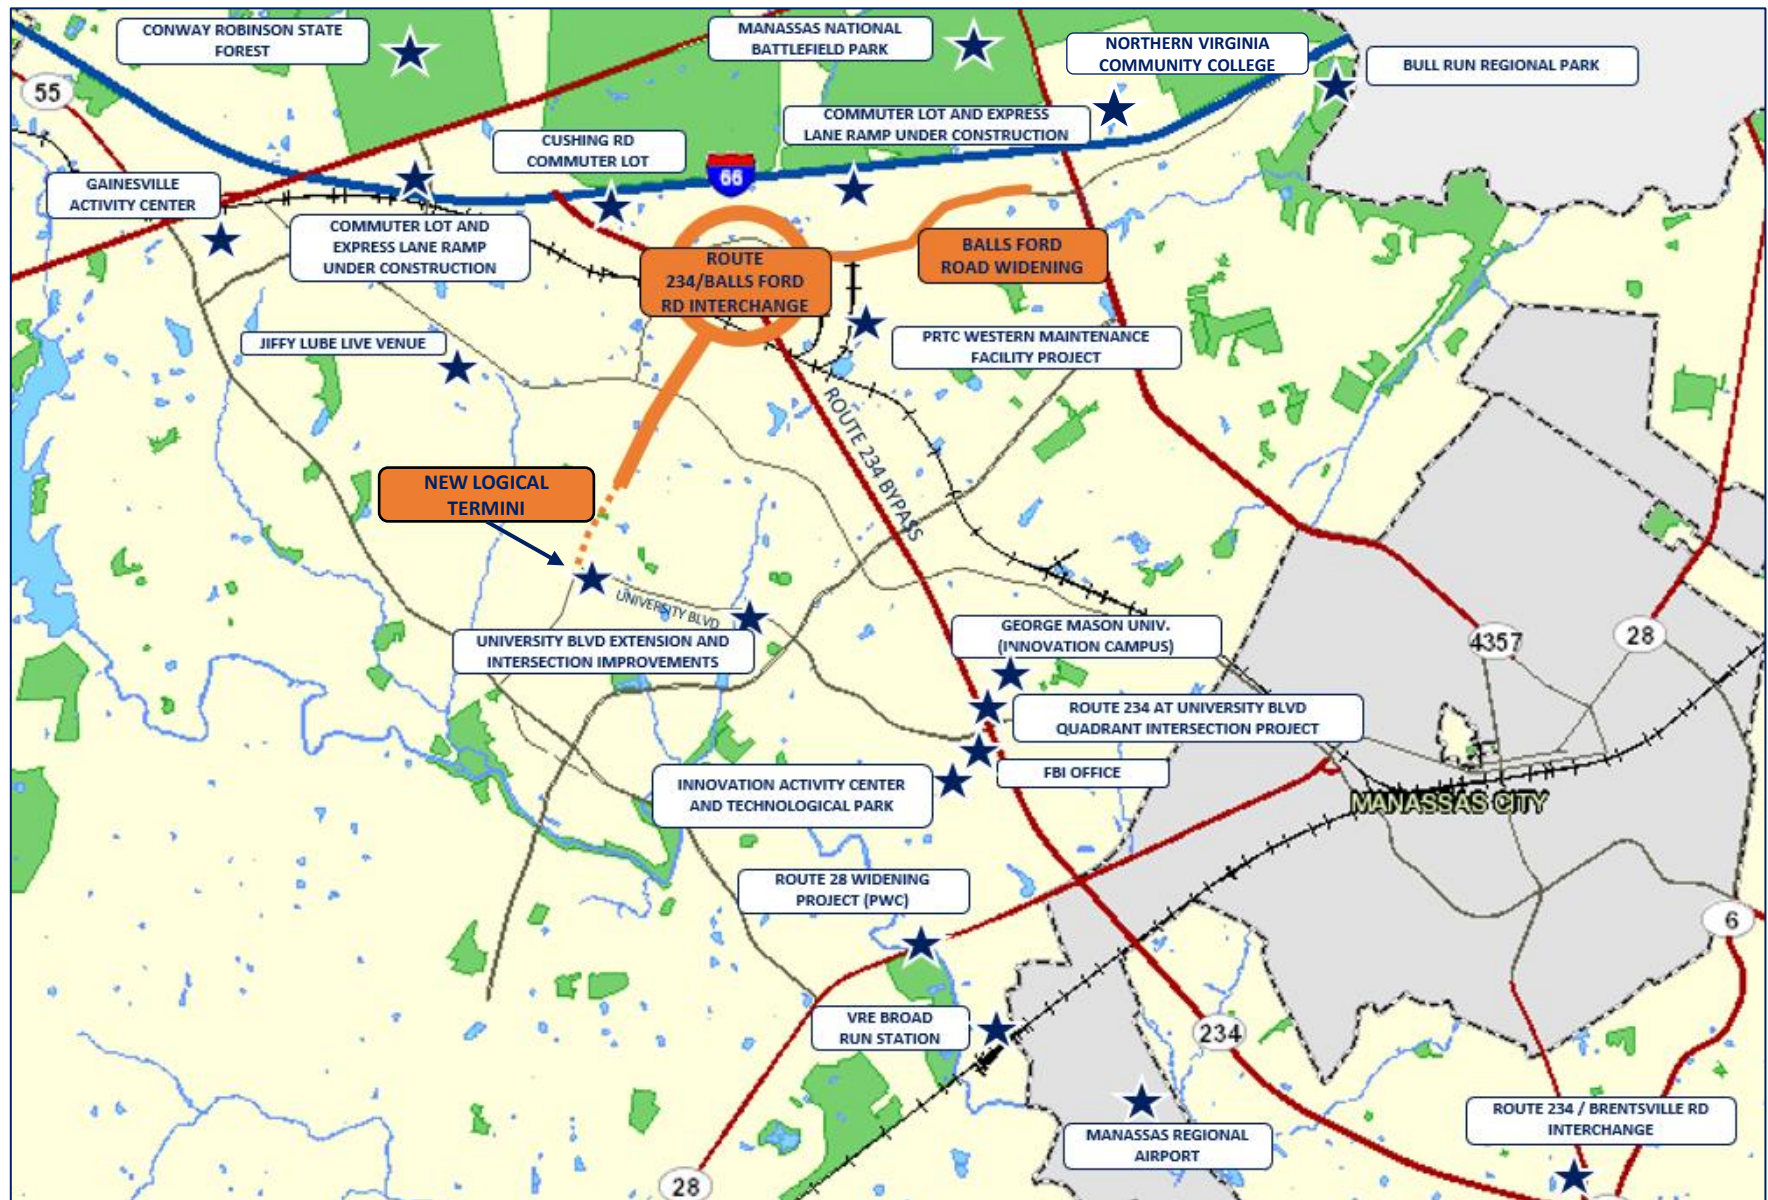 CONWAY ROBINSON STATE
FOREST
MANASSAS NATIONAL
BATTLEFIELD PARK
NORTHERN VIRGINIA
COMMUNITY COLLEGE
BULL RUN REGIONAL PARK
55
COMMUTER LOT AND EXPRESS
LANE RAMP UNDER CONSTRUCTION
CUSHING RD
COMMUTER LOT
66
GAINESVILLE
ACTIVITY CENTER
COMMUTER LOT AND
EXPRESS LANE RAMP
UNDER CONSTRUCTION
ROUTE
234/BALLS FORD
RD INTERCHANGE
BALLS FORD
ROAD WIDENING
JIFFY LUBE LIVE VENUE
PRTC WESTERN MAINTENANCE
FACILITY PROJECT
ROUTE 234 BYPASS
NEW LOGICAL
TERMINI
UNIVERSITY BLVD
UNIVERSITY BLVD EXTENSION AND
INTERSECTION IMPROVEMENTS
GEORGE MASON UNIV.
(INNOVATION CAMPUS)
4357
28
ROUTE 234 AT UNIVERSITY BLVD
QUADRANT INTERSECTION PROJECT
FBI OFFICE
INNOVATION ACTIVITY CENTER
AND TECHNOLOGICAL PARK
MANASSAS CITY
ROUTE 28 WIDENING
PROJECT (PWC)
6
VRE BROAD
RUN STATION
234
ROUTE 234 / BRENTSVILLE RD
INTERCHANGE
MANASSAS REGIONAL
AIRPORT
28